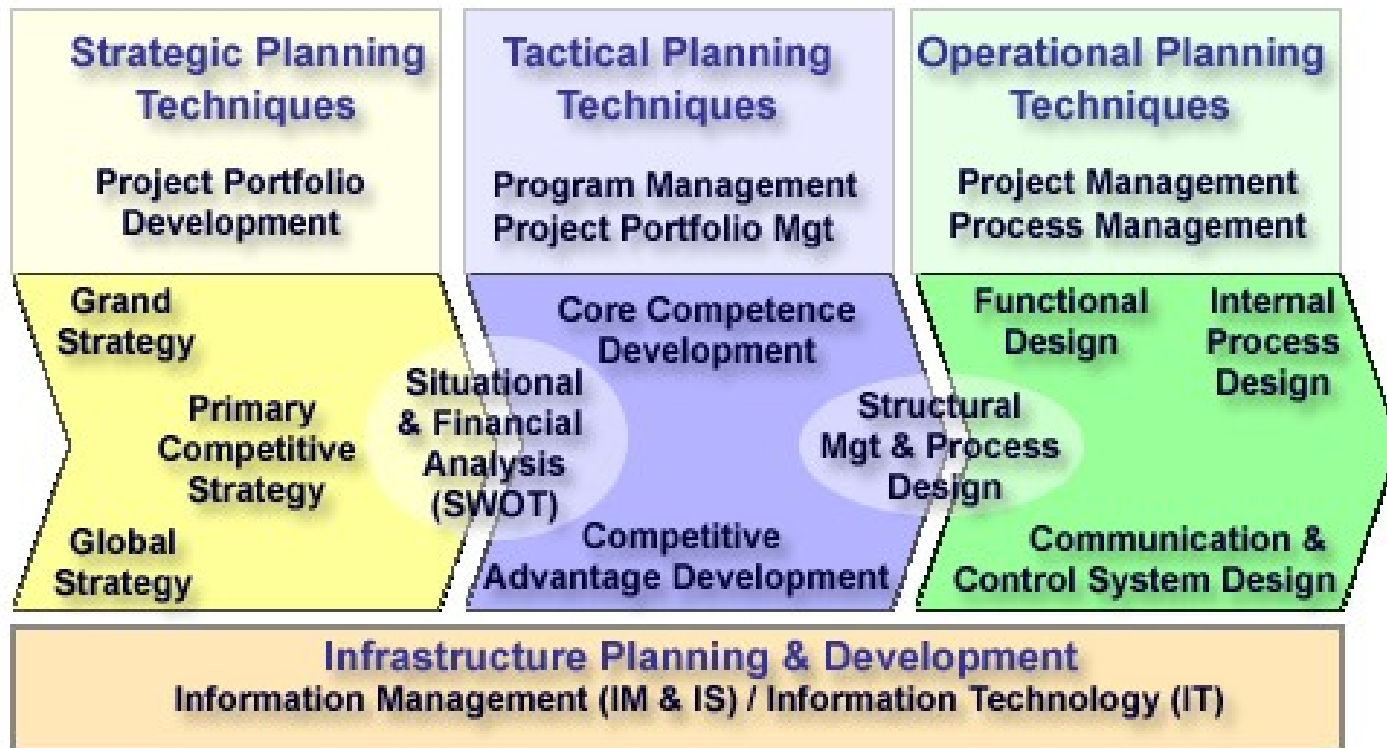 Strategic Planning
Techniques
Project Portfolio
Development
Tactical Planning
Techniques
Program Management
Project Portfolio Mgt
Operational Planning
Techniques
Project Management
Process Management
Grand
Strategy
Primary
Competitive
Strategy
Global
Strategy
Situational
& Financial
Analysis
(SWOT)
Core Competence
Development
Competitive
Advantage Development
Structural
Mgt & Process
Design
Functional
Design
Internal
Process
Design
Communication &
Control System Design
Infrastructure Planning & Development
Information Management (IM & IS) / Information Technology (IT)